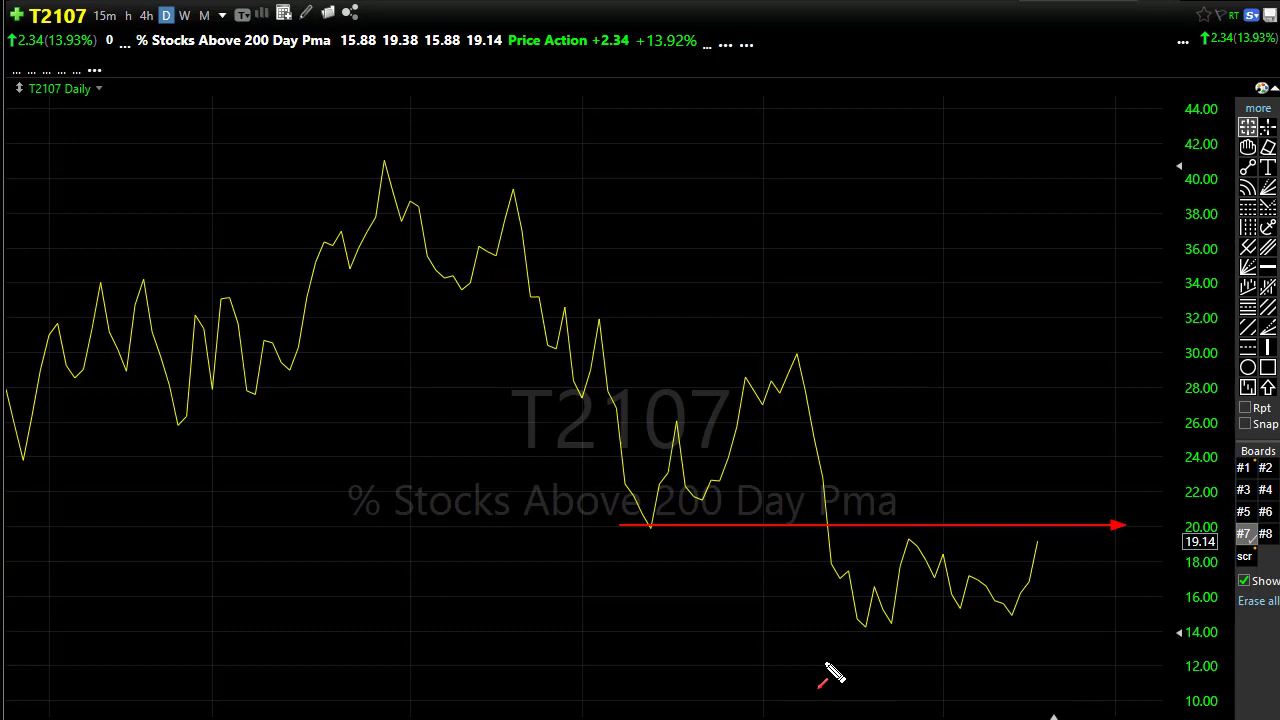 T2107 15m h 4h D W M T RT S
2.34(13.93%) 0 ... % Stocks Above 200 Day Pma 15.88 19.38 15.88 19.14 Price Action +2.34 +13.92% ... ... ... ... 2.34(13.93%)
... ... ... ... ... ...
T2107 Daily
more
44.00
42.00
40.00
38.00
36.00
34.00
32.00
30.00
28.00
26.00
24.00
22.00
20.00
19.14
18.00
16.00
14.00
12.00
10.00
T2107
% Stocks Above 200 Day Pma
T
Rpt
Snap
Boards
#1 #2
#3 #4
#5 #6
#7 #8
scr
Show
Erase all